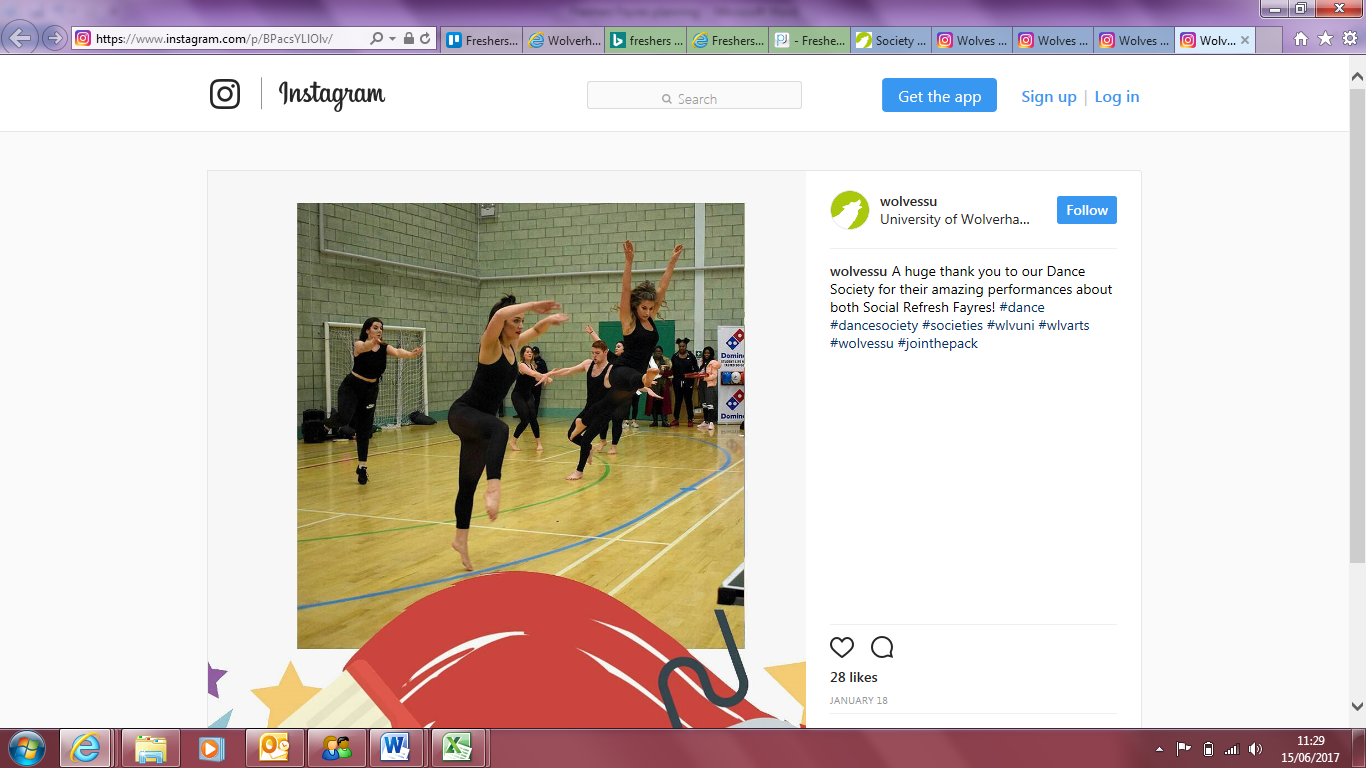 https://www.instagram.com/p/BPacsYLIOlv/
Freshers...
Wolverh...
freshers ...
Freshers...
- Freshe...
Society ...
Wolves ...
Wolves ...
Wolves ...
Wolv...
Instagram
Search
Get the app
Sign up | Log in
wolvessu
University of Wolverha...
Follow
wolvessu A huge thank you to our Dance
Society for their amazing performances about
both Social Refresh Fayres! #dance
#dancesociety #societies #wlvuni #wlvarts
#wolvessu #jointhepack
Domino
Domino
28 likes
JANUARY 18
11:29
15/06/2017